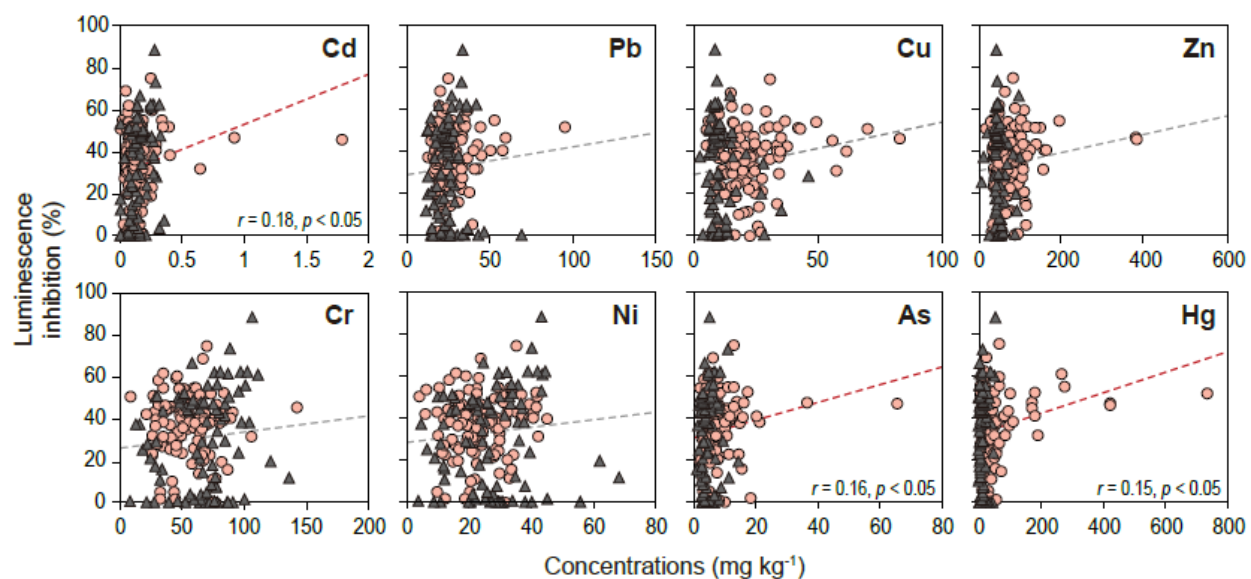 Luminescence
inhibition (%)
100
80
60
40
20
0
Cd
r = 0.18, p < 0.05
0 0.5 1 1.5 2
Pb
0 50 100 150
Cu
0 50 100
Zn
0 200 400 600
100
80
60
40
20
0
Cr
0 50 100 150 200
Ni
0 20 40 60 80
As
r = 0.16, p < 0.05
0 20 40 60 80
Hg
r = 0.15, p < 0.05
0 200 400 600 800
Concentrations (mg kg⁻¹)